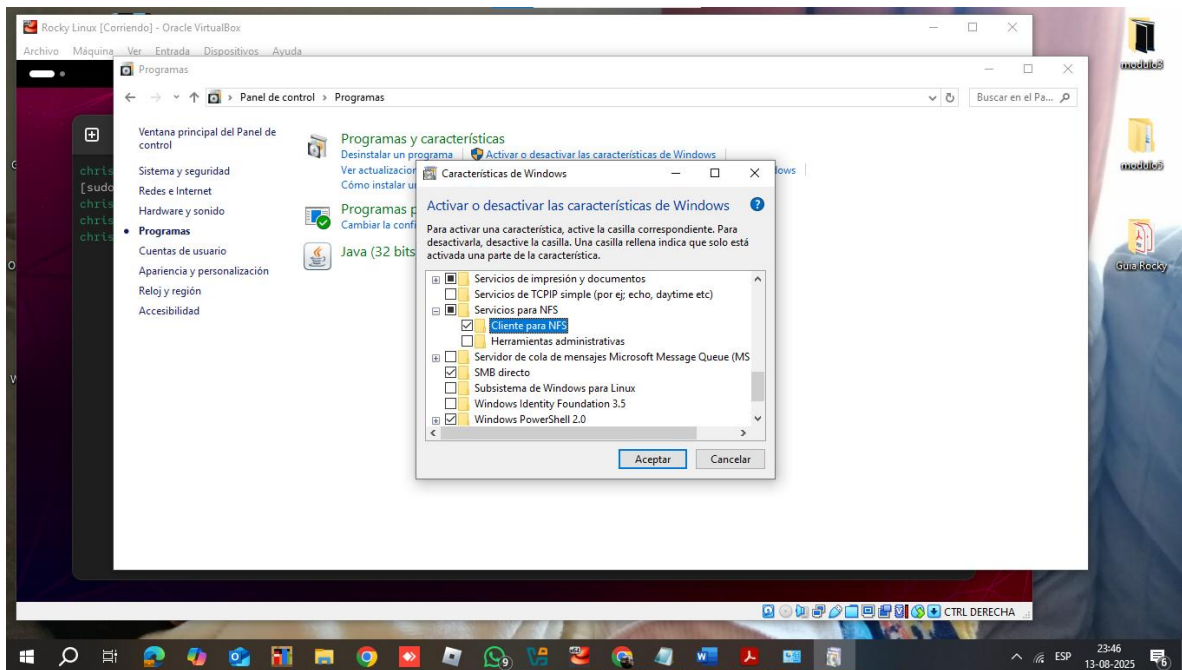 Rocky Linux [Corriendo] - Oracle VirtualBox
Archivo Máquina Ver Entrada Dispositivos Ayuda
Programas
Panel de control > Programas
Buscar en el Pa...
Ventana principal del Panel de
control
Sistema y seguridad
Redes e Internet
Hardware y sonido
Programas
Cuentas de usuario
Apariencia y personalización
Reloj y región
Accesibilidad
Programas y características
Desinstalar un programa
Activar o desactivar las características de Windows
Ver actualizacion
Cómo instalar u
Programas p
Cambiar la confi
Java (32 bits
Características de Windows
Activar o desactivar las características de Windows
Para activar una característica, active la casilla correspondiente. Para
desactivarla, desactive la casilla. Una casilla rellena indica que solo está
activada una parte de la característica.
Servicios de impresión y documentos
Servicios de TCPIP simple (por ej; echo, daytime etc)
Servicios para NFS
Cliente para NFS
Herramientas administrativas
Servidor de cola de mensajes Microsoft Message Queue (MS
SMB directo
Subsistema de Windows para Linux
Windows Identity Foundation 3.5
Windows PowerShell 2.0
Aceptar
Cancelar
chris
[sudo
chris
chris
chris
modulo5
Guia Rocky
CTRL DERECHA
ESP
23:46
13-08-2025